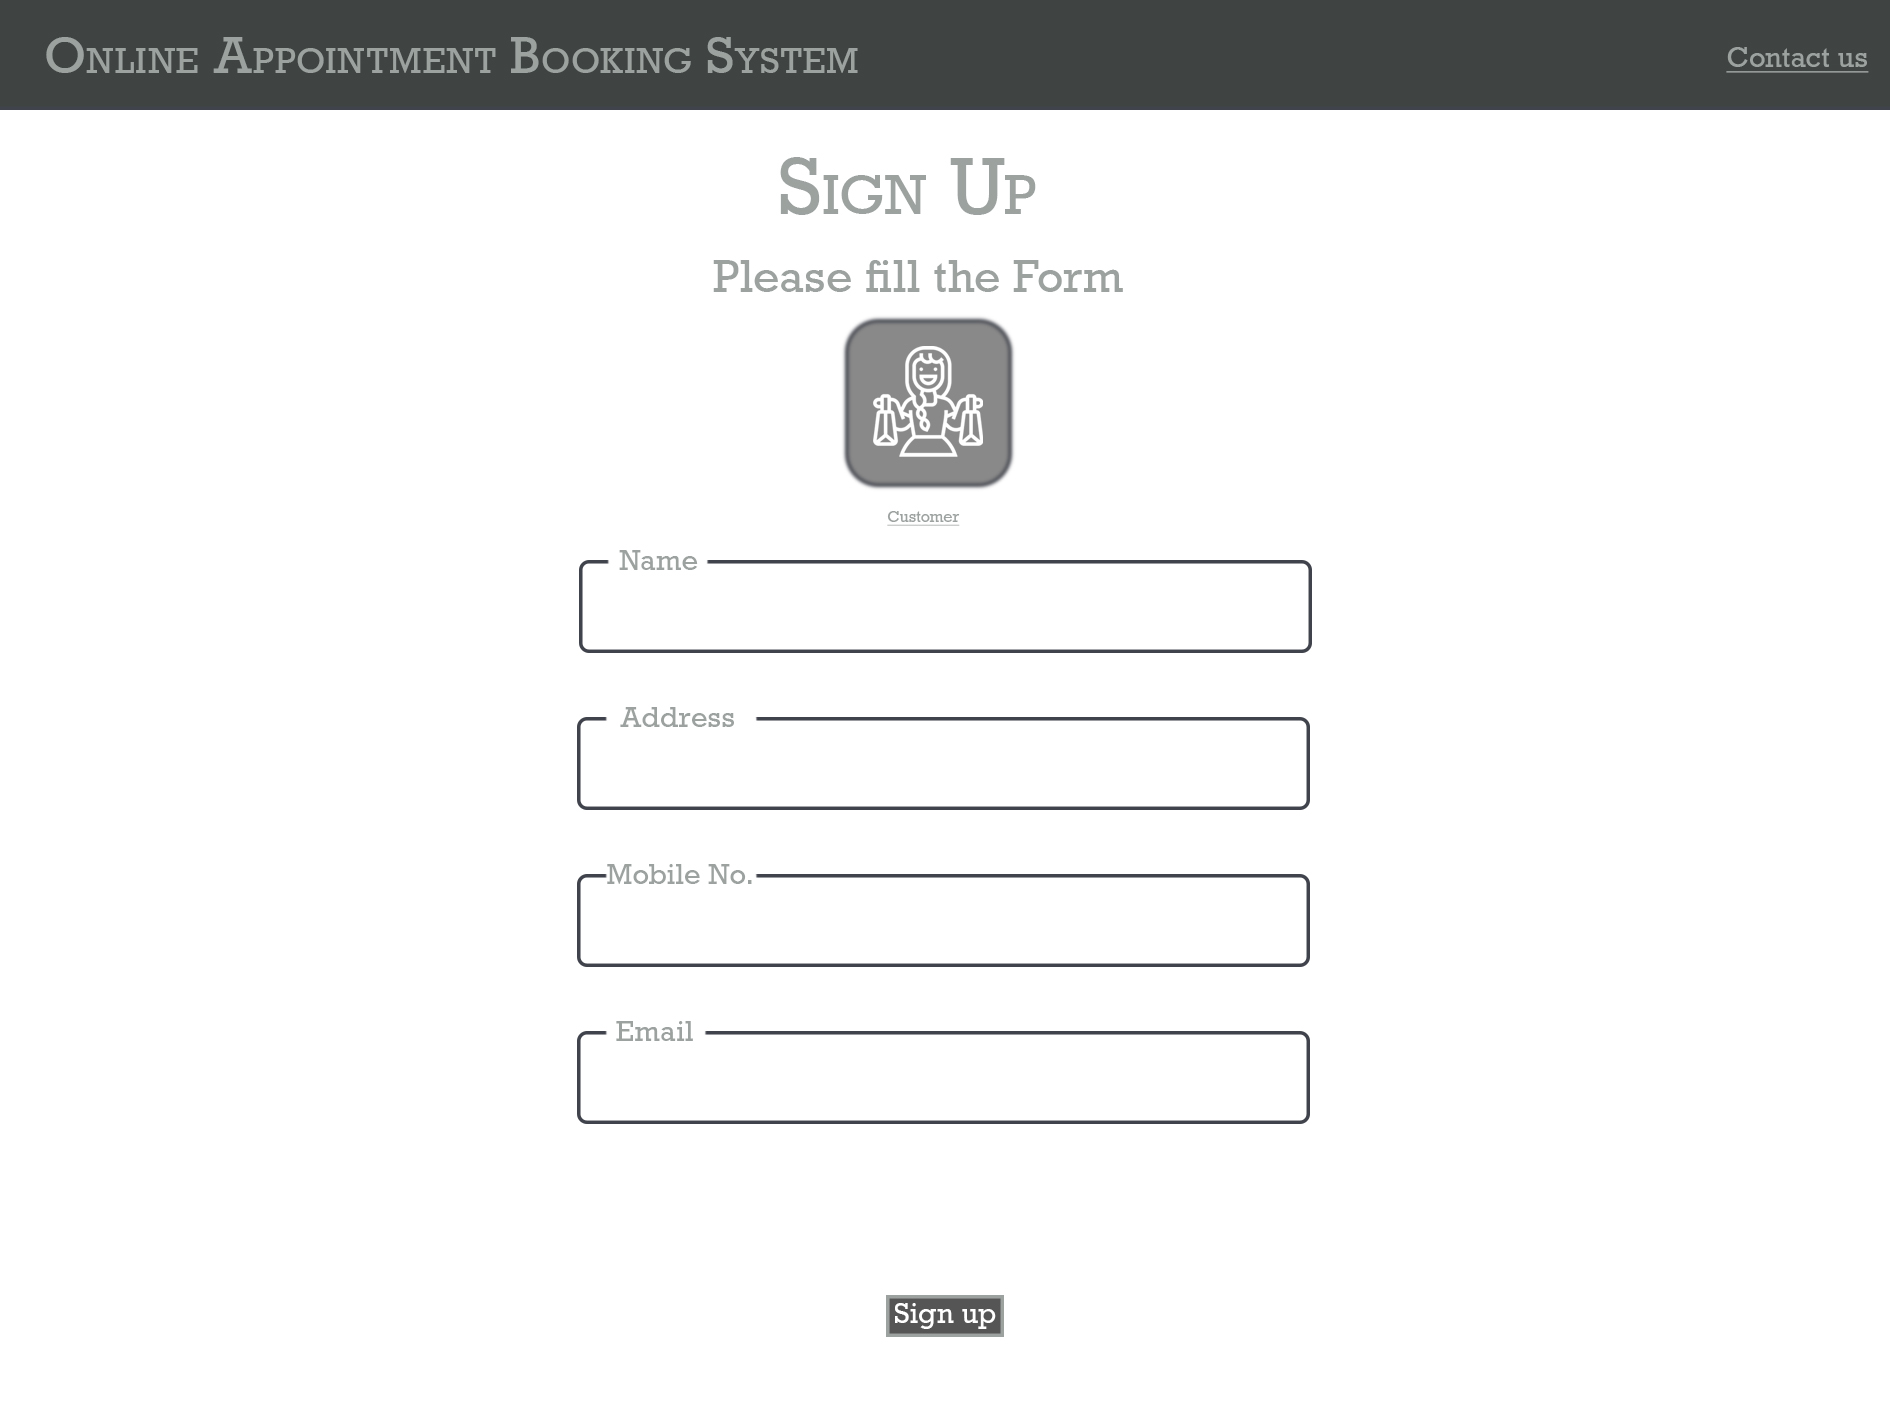 Online Appointment Booking System
Contact us
Sign Up
Please fill the Form
Customer
Name
Address
Mobile No.
Email
Sign up